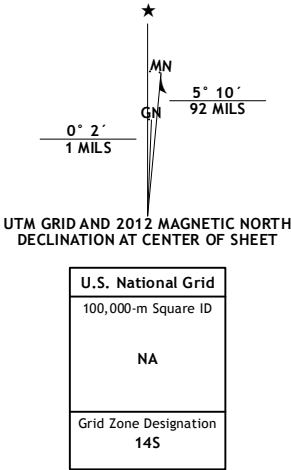 ★
MN
5° 10´
92 MILS
GN
0° 2´
1 MILS
UTM GRID AND 2012 MAGNETIC NORTH
DECLINATION AT CENTER OF SHEET
U.S. National Grid
100,000-m Square ID
NA
Grid Zone Designation
14S